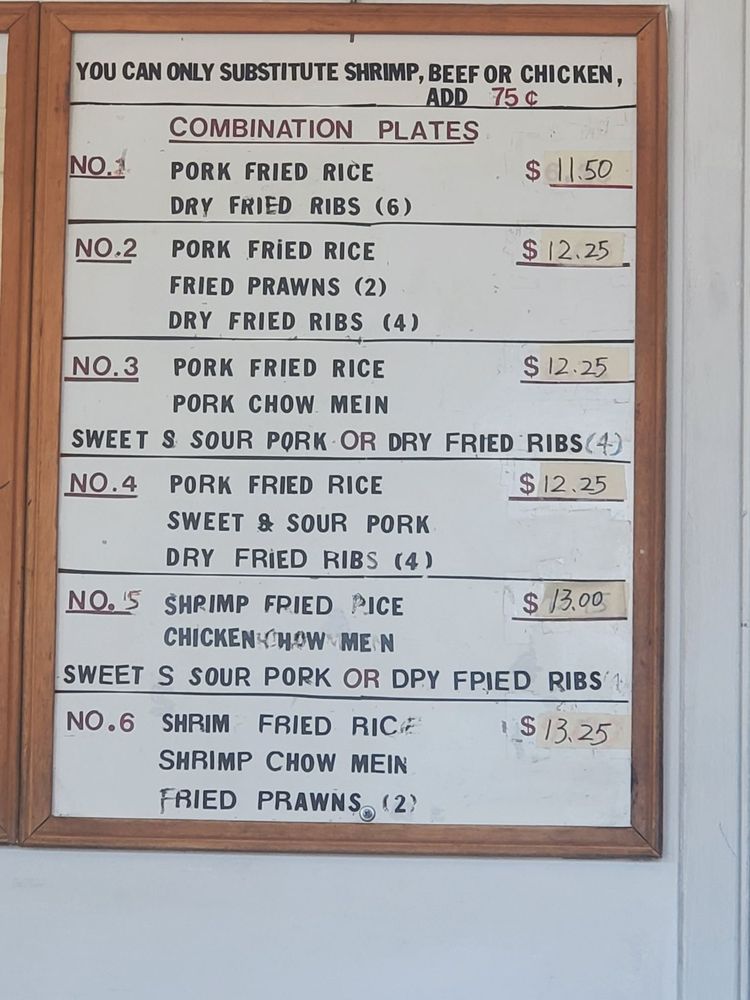 YOU CAN ONLY SUBSTITUTE SHRIMP, BEEF OR CHICKEN,
ADD 75¢
COMBINATION PLATES
NO.1 PORK FRIED RICE $11.50
DRY FRIED RIBS (6)
NO.2 PORK FRiED RICE $12.25
FRIED PRAWNS (2)
DRY FRIED RIBS (4)
NO.3 PORK FRIED RICE $12.25
PORK CHOW MEIN
SWEET S SOUR PORK OR DRY FRIED RIBS (4)
NO.4 PORK FRIED RICE $12.25
SWEET & SOUR PORK
DRY FRiED RIBS (4)
NO.5 SHRIMP FRIED RICE $13.00
CHICKEN CHOW MEIN
SWEET S SOUR PORK OR DPY FPIED RIBS
NO.6 SHRIM FRIED RICE $13.25
SHRIMP CHOW MEIN
FRIED PRAWNS (2)